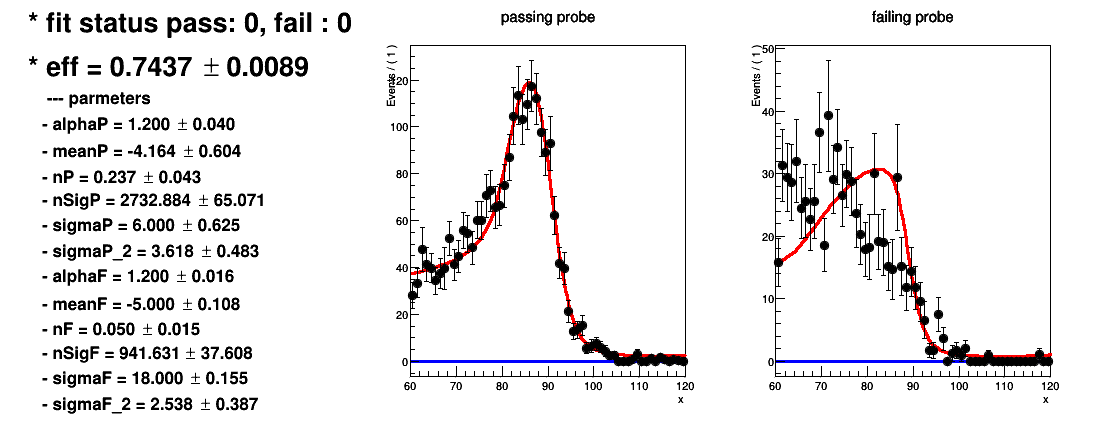 * fit status pass: 0, fail : 0
* eff = 0.7437 ± 0.0089
--- parmeters
- alphaP = 1.200 ± 0.040
- meanP = -4.164 ± 0.604
- nP = 0.237 ± 0.043
- nSigP = 2732.884 ± 65.071
- sigmaP = 6.000 ± 0.625
- sigmaP_2 = 3.618 ± 0.483
- alphaF = 1.200 ± 0.016
- meanF = -5.000 ± 0.108
- nF = 0.050 ± 0.015
- nSigF = 941.631 ± 37.608
- sigmaF = 18.000 ± 0.155
- sigmaF_2 = 2.538 ± 0.387
passing probe
Events / ( 1 )
120
100
80
60
40
20
0
60 70 80 90 100 110 120
x
failing probe
Events / ( 1 )
50
40
30
20
10
0
60 70 80 90 100 110 120
x